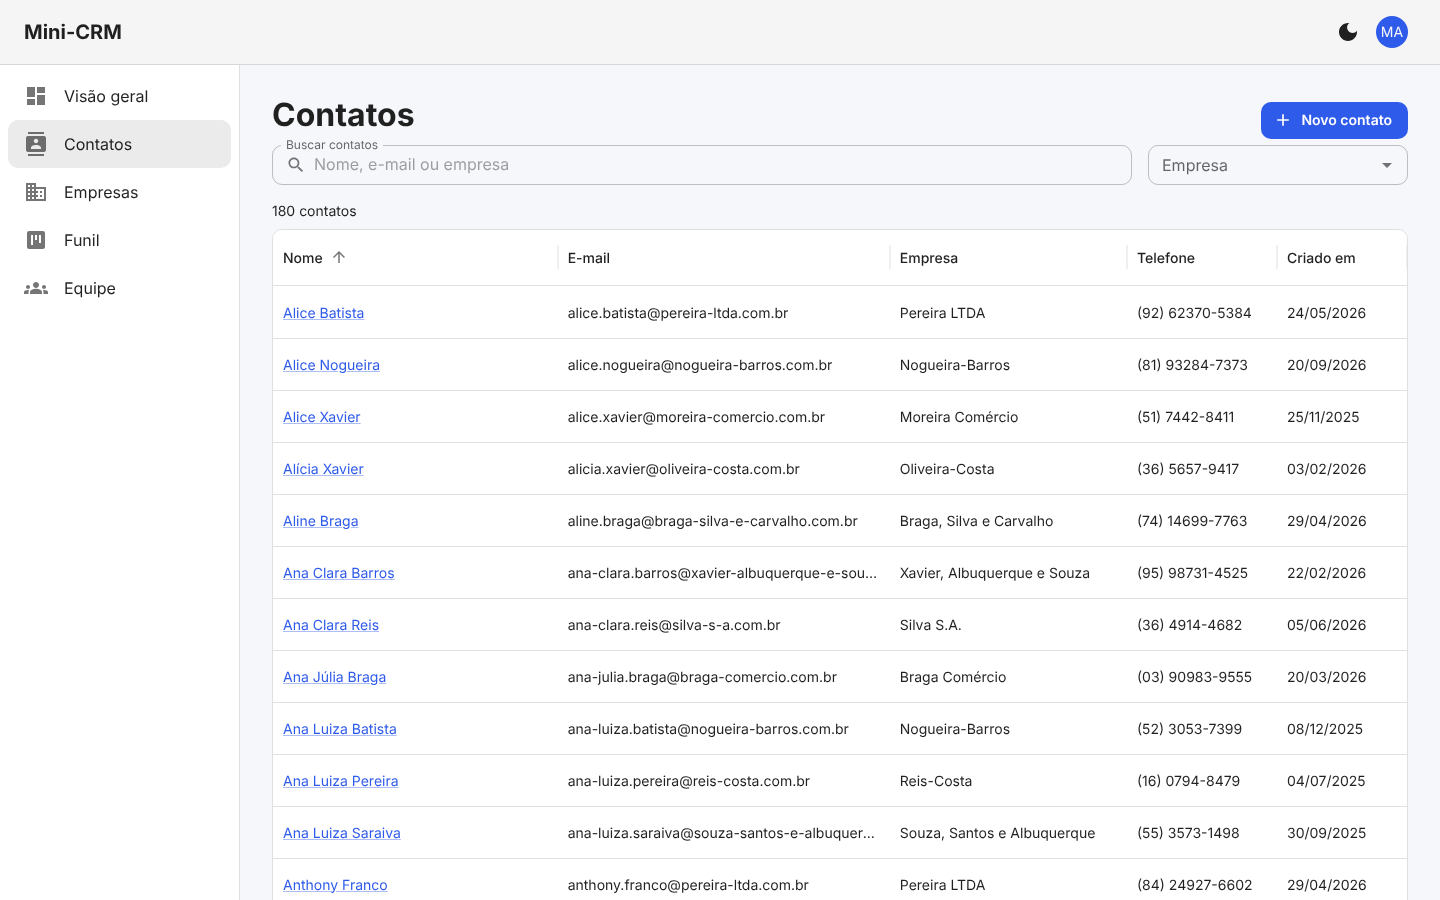 Mini-CRM
MA
Visão geral
Contatos
Empresas
Funil
Equipe
Contatos
Novo contato
Buscar contatos
Nome, e-mail ou empresa
Empresa
180 contatos
Nome E-mail Empresa Telefone Criado em
Alice Batista alice.batista@pereira-ltda.com.br Pereira LTDA (92) 62370-5384 24/05/2026
Alice Nogueira alice.nogueira@nogueira-barros.com.br Nogueira-Barros (81) 93284-7373 20/09/2026
Alice Xavier alice.xavier@moreira-comercio.com.br Moreira Comércio (51) 7442-8411 25/11/2025
Alícia Xavier alicia.xavier@oliveira-costa.com.br Oliveira-Costa (36) 5657-9417 03/02/2026
Aline Braga aline.braga@braga-silva-e-carvalho.com.br Braga, Silva e Carvalho (74) 14699-7763 29/04/2026
Ana Clara Barros ana-clara.barros@xavier-albuquerque-e-sou... Xavier, Albuquerque e Souza (95) 98731-4525 22/02/2026
Ana Clara Reis ana-clara.reis@silva-s-a.com.br Silva S.A. (36) 4914-4682 05/06/2026
Ana Júlia Braga ana-julia.braga@braga-comercio.com.br Braga Comércio (03) 90983-9555 20/03/2026
Ana Luiza Batista ana-luiza.batista@nogueira-barros.com.br Nogueira-Barros (52) 3053-7399 08/12/2025
Ana Luiza Pereira ana-luiza.pereira@reis-costa.com.br Reis-Costa (16) 0794-8479 04/07/2025
Ana Luiza Saraiva ana-luiza.saraiva@souza-santos-e-albuquer... Souza, Santos e Albuquerque (55) 3573-1498 30/09/2025
Anthony Franco anthony.franco@pereira-ltda.com.br Pereira LTDA (84) 24927-6602 29/04/2026